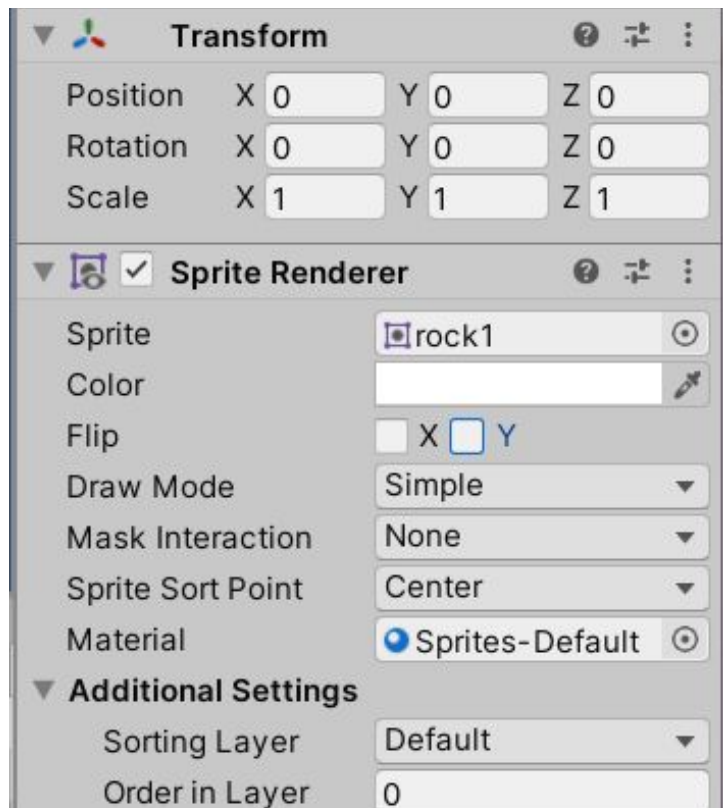 Transform
Position X 0 Y 0 Z 0
Rotation X 0 Y 0 Z 0
Scale X 1 Y 1 Z 1
Sprite Renderer
Sprite rock1
Color
Flip X Y
Draw Mode Simple
Mask Interaction None
Sprite Sort Point Center
Material Sprites-Default
Additional Settings
Sorting Layer Default
Order in Layer 0